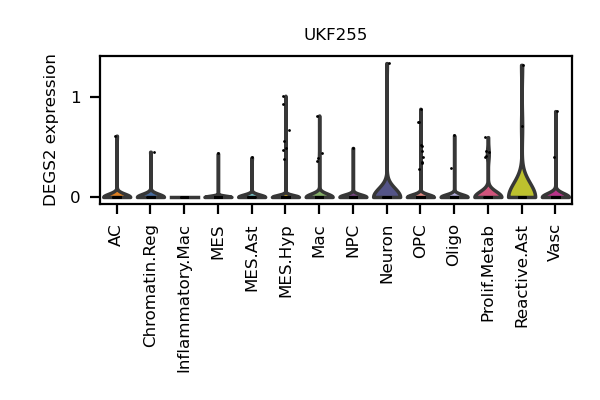 UKF255
DEGS2 expression
1
0
AC
Chromatin.Reg
Inflammatory.Mac
MES
MES.Ast
MES.Hyp
Mac
NPC
Neuron
OPC
Oligo
Prolif.Metab
Reactive.Ast
Vasc